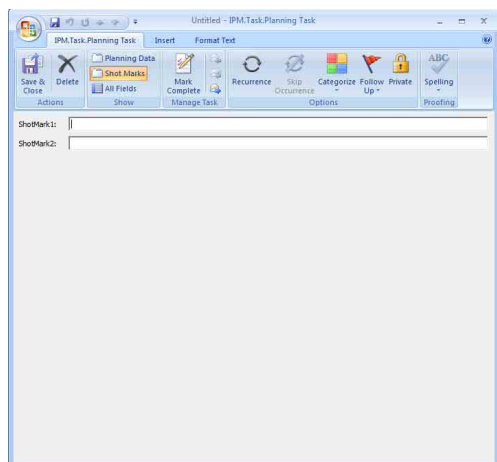 Untitled - IPM.Task.Planning Task
IPM.Task.Planning Task Insert Format Text
Save & Close
Delete
Planning Data
Shot Marks
All Fields
Mark Complete
Recurrence
Skip Occurrence
Categorize
Follow Up
Private
ABC
Spelling
Actions Show Manage Task Options Proofing
ShotMark1:
ShotMark2: